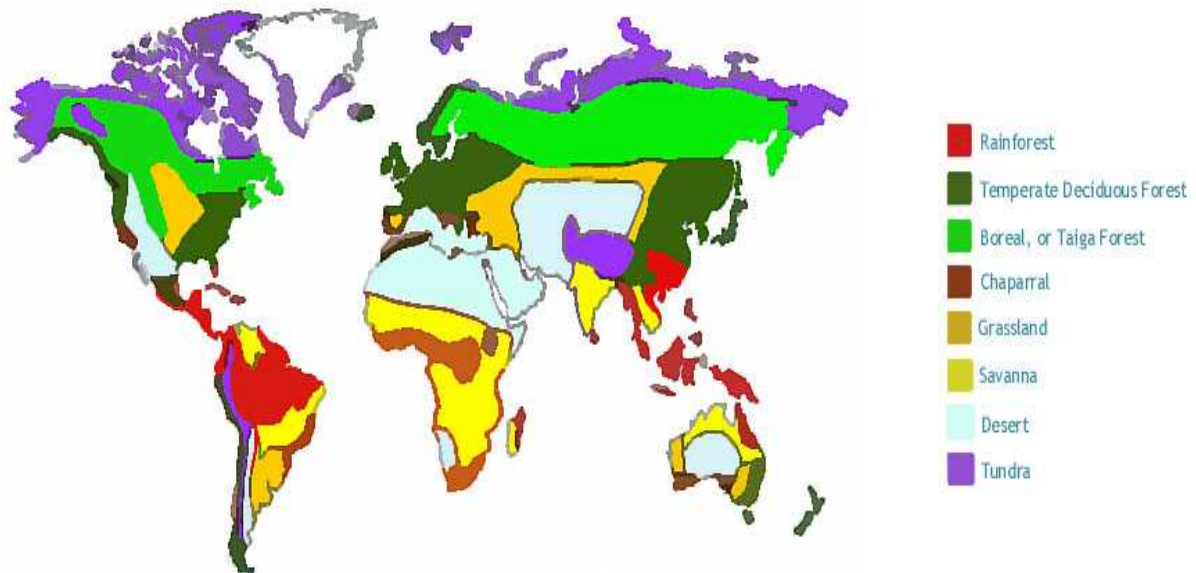 Rainforest
Temperate Deciduous Forest
Boreal, or Taiga Forest
Chaparral
Grassland
Savanna
Desert
Tundra